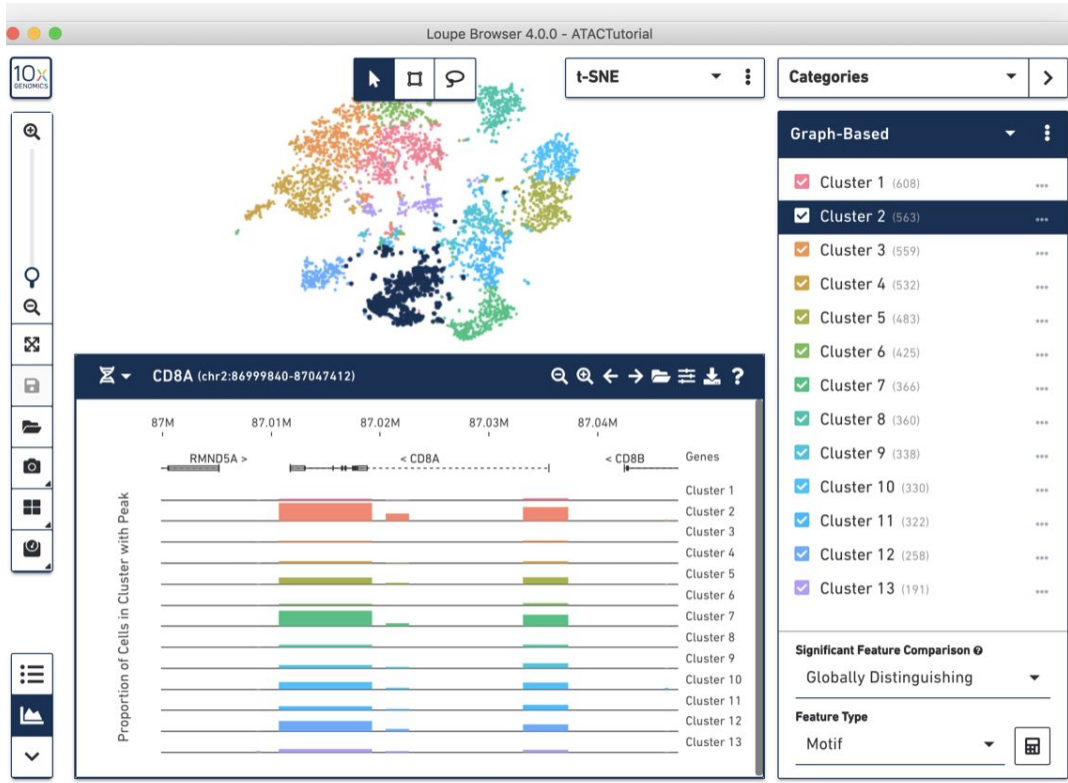 Loupe Browser 4.0.0 - ATACTutorial
10x
GENOMICS
t-SNE
Categories
Graph-Based
Cluster 1 (608)
Cluster 2 (563)
Cluster 3 (559)
Cluster 4 (532)
Cluster 5 (483)
Cluster 6 (425)
Cluster 7 (366)
Cluster 8 (360)
Cluster 9 (338)
Cluster 10 (330)
Cluster 11 (322)
Cluster 12 (258)
Cluster 13 (191)
Significant Feature Comparison ?
Globally Distinguishing
Feature Type
Motif
CD8A (chr2:86999840-87047412)
?
87M 87.01M 87.02M 87.03M 87.04M
RMND5A > < CD8A < CD8B Genes
Proportion of Cells in Cluster with Peak
Cluster 1
Cluster 2
Cluster 3
Cluster 4
Cluster 5
Cluster 6
Cluster 7
Cluster 8
Cluster 9
Cluster 10
Cluster 11
Cluster 12
Cluster 13